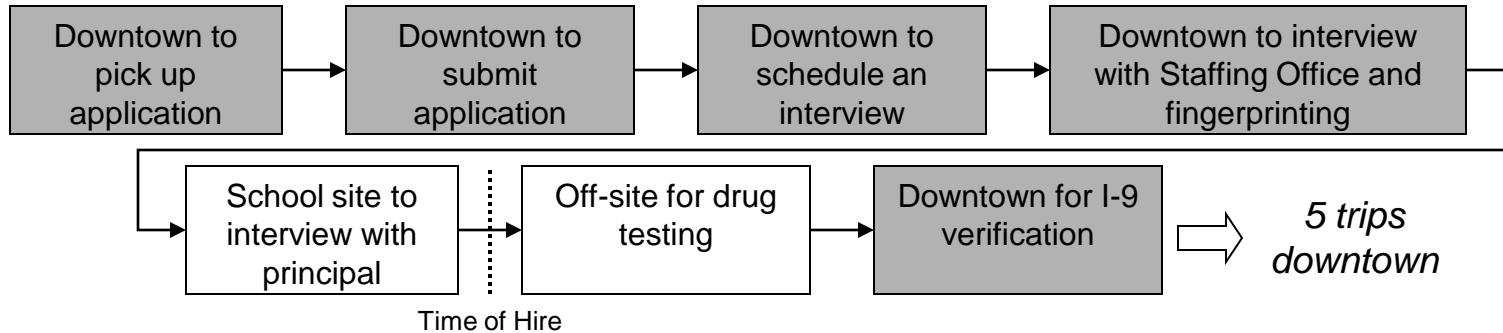 Downtown to
pick up
application
Downtown to
submit
application
Downtown to
schedule an
interview
Downtown to interview
with Staffing Office and
fingerprinting
School site to
interview with
principal
Off-site for drug
testing
Downtown for I-9
verification
5 trips
downtown
Time of Hire